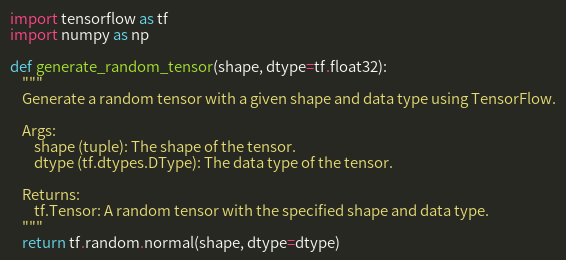 import tensorflow as tf
import numpy as np
def generate_random_tensor(shape, dtype=tf.float32):
"""
Generate a random tensor with a given shape and data type using TensorFlow.
Args:
shape (tuple): The shape of the tensor.
dtype (tf.dtypes.DType): The data type of the tensor.
Returns:
tf.Tensor: A random tensor with the specified shape and data type.
"""
return tf.random.normal(shape, dtype=dtype)